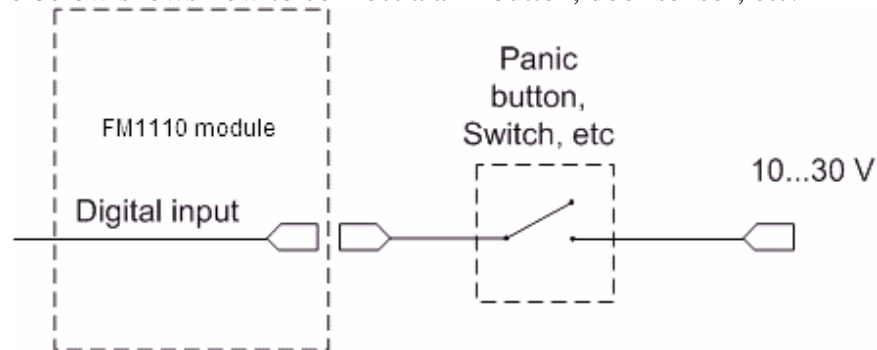 FM1110 module
Digital input
Panic
button,
Switch, etc
10...30 V